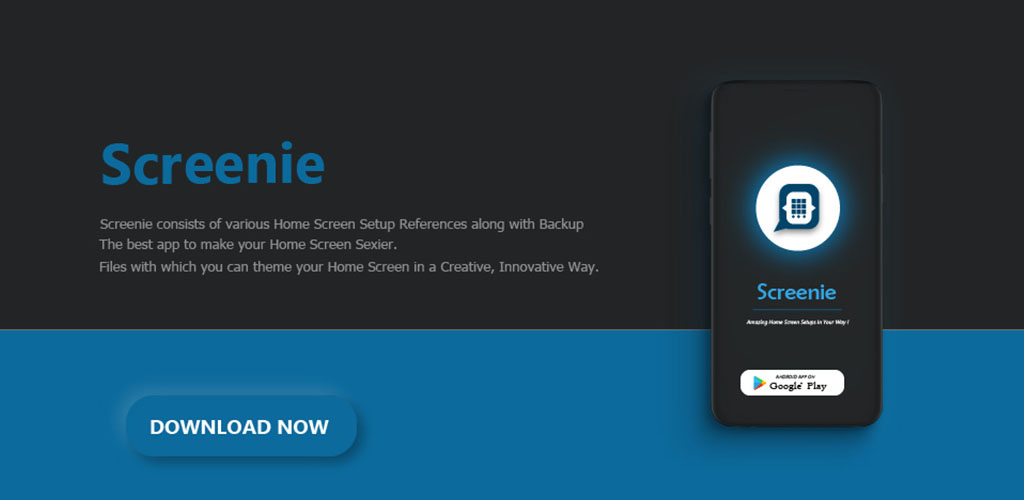 Screenie
Screenie consists of various Home Screen Setup References along with Backup
The best app to make your Home Screen Sexier.
Files with which you can theme your Home Screen in a Creative, Innovative Way.
DOWNLOAD NOW
Screenie
Amazing Home Screen Setups in Your Way !
ANDROID APP ON
Google Play